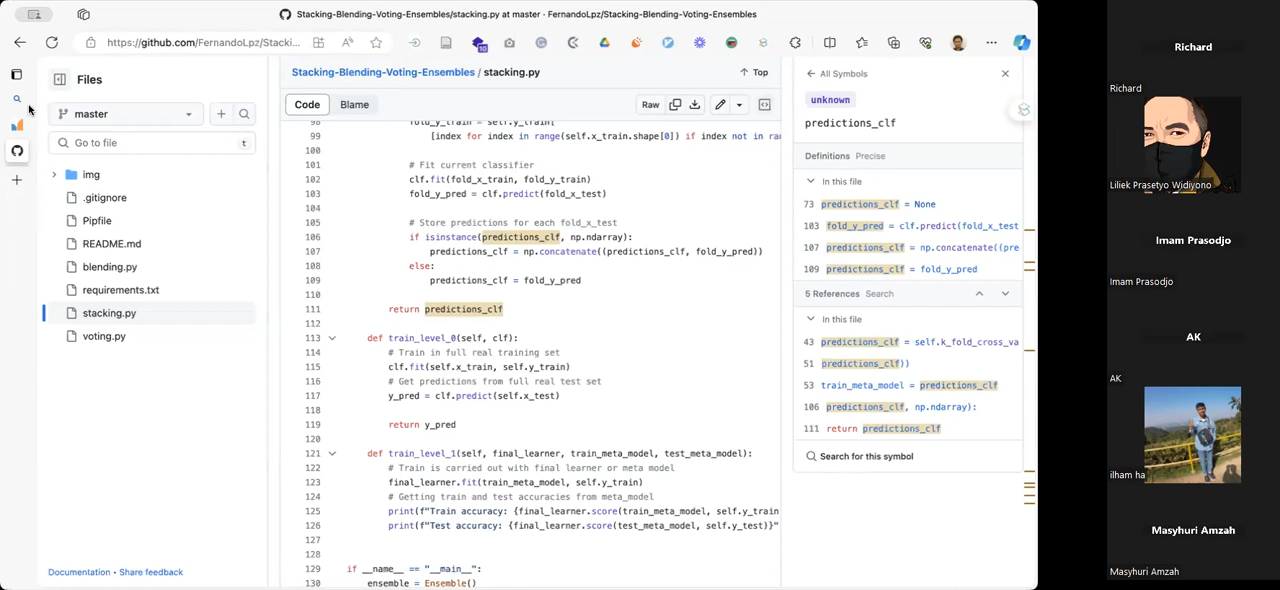 Stacking-Blending-Voting-Ensembles/stacking.py at master · FernandoLpz/Stacking-Blending-Voting-Ensembles
https://github.com/FernandoLpz/Stacki...
10
Files
master
Go to file
t
img
.gitignore
Pipfile
README.md
blending.py
requirements.txt
stacking.py
voting.py
Documentation • Share feedback
Stacking-Blending-Voting-Ensembles / stacking.py
Top
Code
Blame
Raw
98 fold_y_train = self.y_train[
99 [index for index in range(self.x_train.shape[0]) if index not in ra
100
101 # Fit current classifier
102 clf.fit(fold_x_train, fold_y_train)
103 fold_y_pred = clf.predict(fold_x_test)
104
105 # Store predictions for each fold_x_test
106 if isinstance(predictions_clf, np.ndarray):
107 predictions_clf = np.concatenate((predictions_clf, fold_y_pred))
108 else:
109 predictions_clf = fold_y_pred
110
111 return predictions_clf
112
113 def train_level_0(self, clf):
114 # Train in full real training set
115 clf.fit(self.x_train, self.y_train)
116 # Get predictions from full real test set
117 y_pred = clf.predict(self.x_test)
118
119 return y_pred
120
121 def train_level_1(self, final_learner, train_meta_model, test_meta_model):
122 # Train is carried out with final learner or meta model
123 final_learner.fit(train_meta_model, self.y_train)
124 # Getting train and test accuracies from meta_model
125 print(f"Train accuracy: {final_learner.score(train_meta_model, self.y_train
126 print(f"Test accuracy: {final_learner.score(test_meta_model, self.y_test)}"
127
128
129 if __name__ == "__main__":
130 ensemble = Ensemble()
All Symbols
unknown
predictions_clf
Definitions Precise
In this file
73 predictions_clf = None
103 fold_y_pred = clf.predict(fold_x_test
107 predictions_clf = np.concatenate((pre
109 predictions_clf = fold_y_pred
5 References Search
In this file
43 predictions_clf = self.k_fold_cross_va
51 predictions_clf))
53 train_meta_model = predictions_clf
106 predictions_clf, np.ndarray):
111 return predictions_clf
Search for this symbol
Richard
Richard
Liliek Prasetyo Widiyono
Imam Prasodjo
Imam Prasodjo
AK
AK
ilham ha
Masyhuri Amzah
Masyhuri Amzah